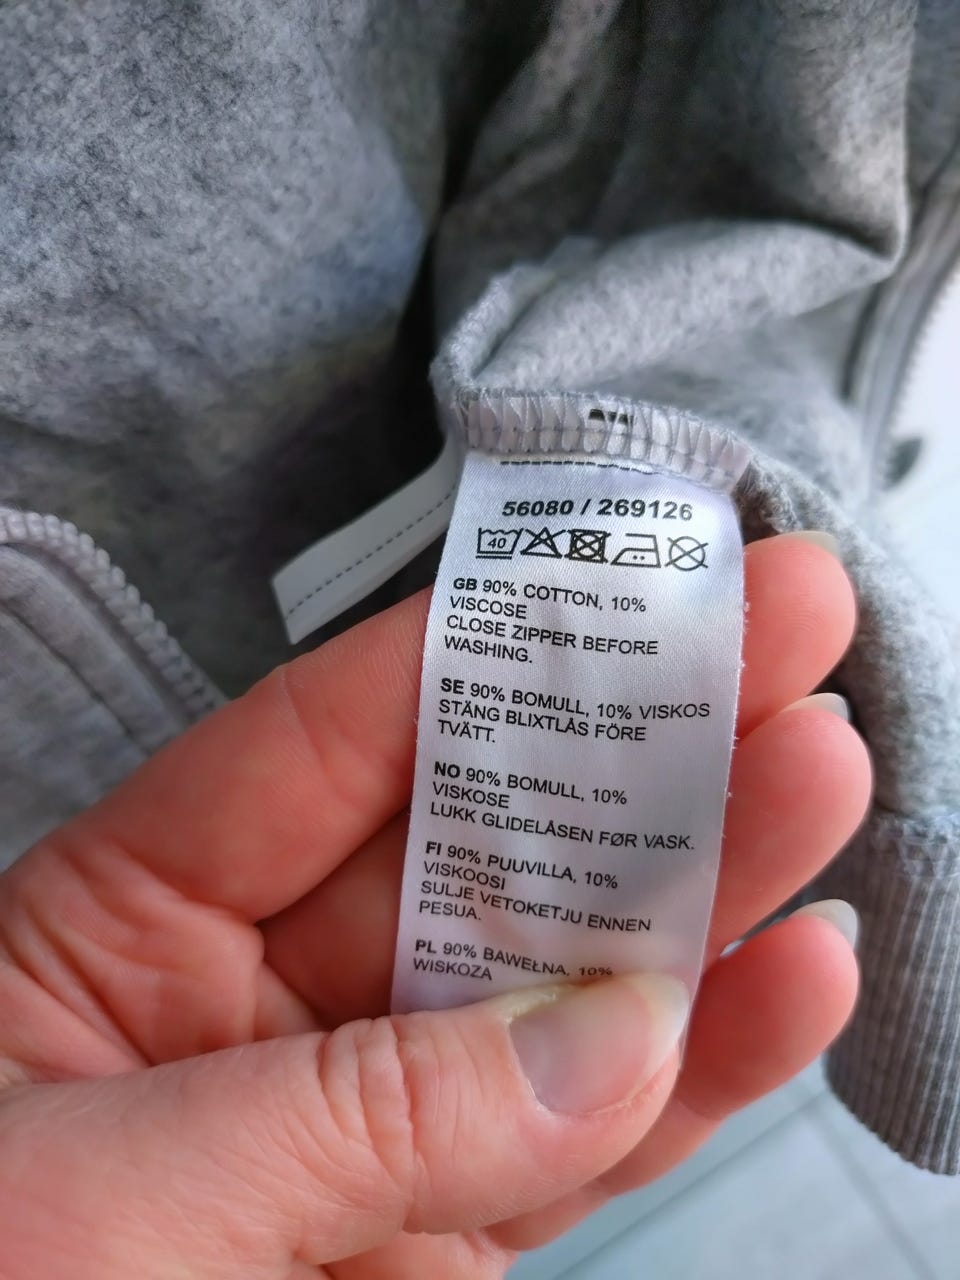 56080 / 269126
40
GB 90% COTTON, 10%
VISCOSE
CLOSE ZIPPER BEFORE
WASHING.
SE 90% BOMULL, 10% VISKOS
STÄNG BLIXTLÅS FÖRE
TVÄTT.
NO 90% BOMULL, 10%
VISKOSE
LUKK GLIDELÅSEN FØR VASK.
FI 90% PUUVILLA, 10%
VISKOOSI
SULJE VETOKETJU ENNEN
PESUA.
PL 90% BAWEŁNA, 10%
WISKOZA